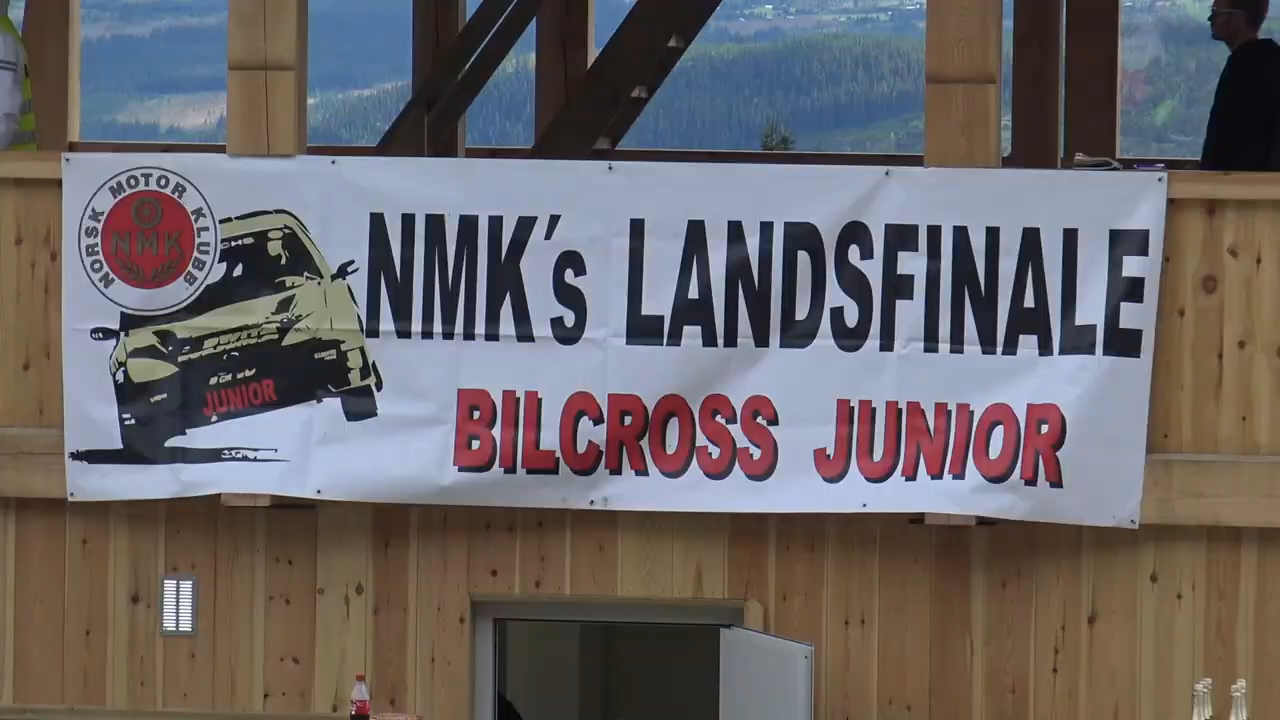 NORSK MOTOR KLUBB
NMK
NMK's LANDSFINALE
BILCROSS JUNIOR
JUNIOR